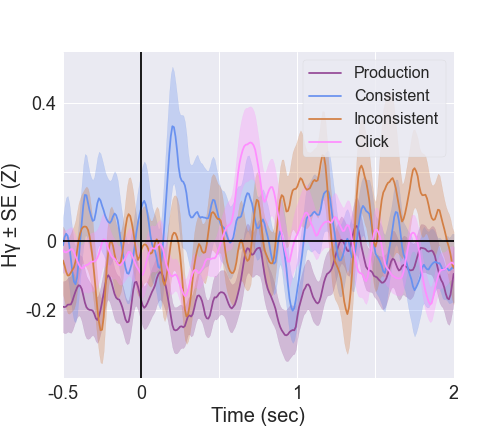 Production
Consistent
Inconsistent
Click
Hγ ± SE (Z)
0.4
0
-0.2
-0.5
0
1
2
Time (sec)